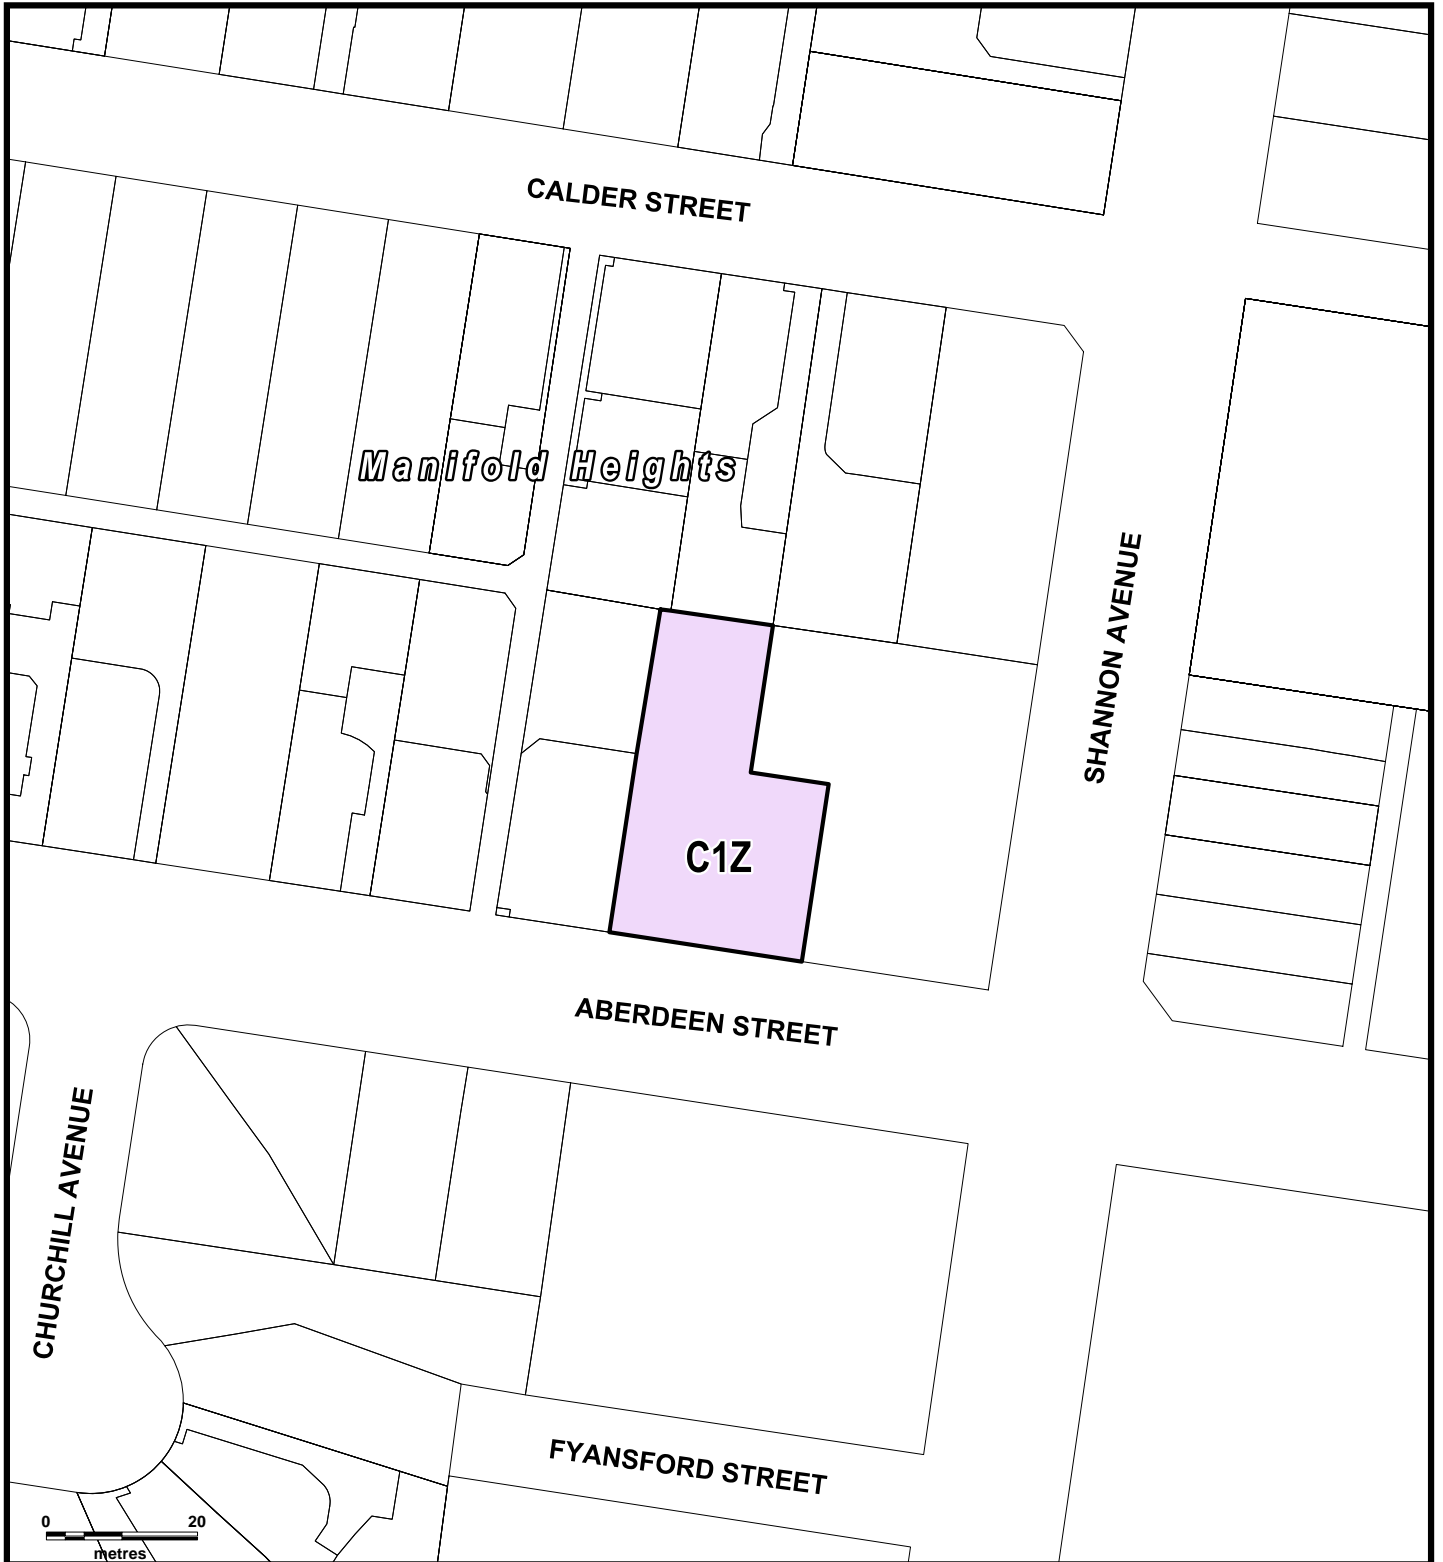 CALDER STREET
Manifold Heights
SHANNON AVENUE
C1Z
ABERDEEN STREET
CHURCHILL AVENUE
FYANSFORD STREET
0 20
metres